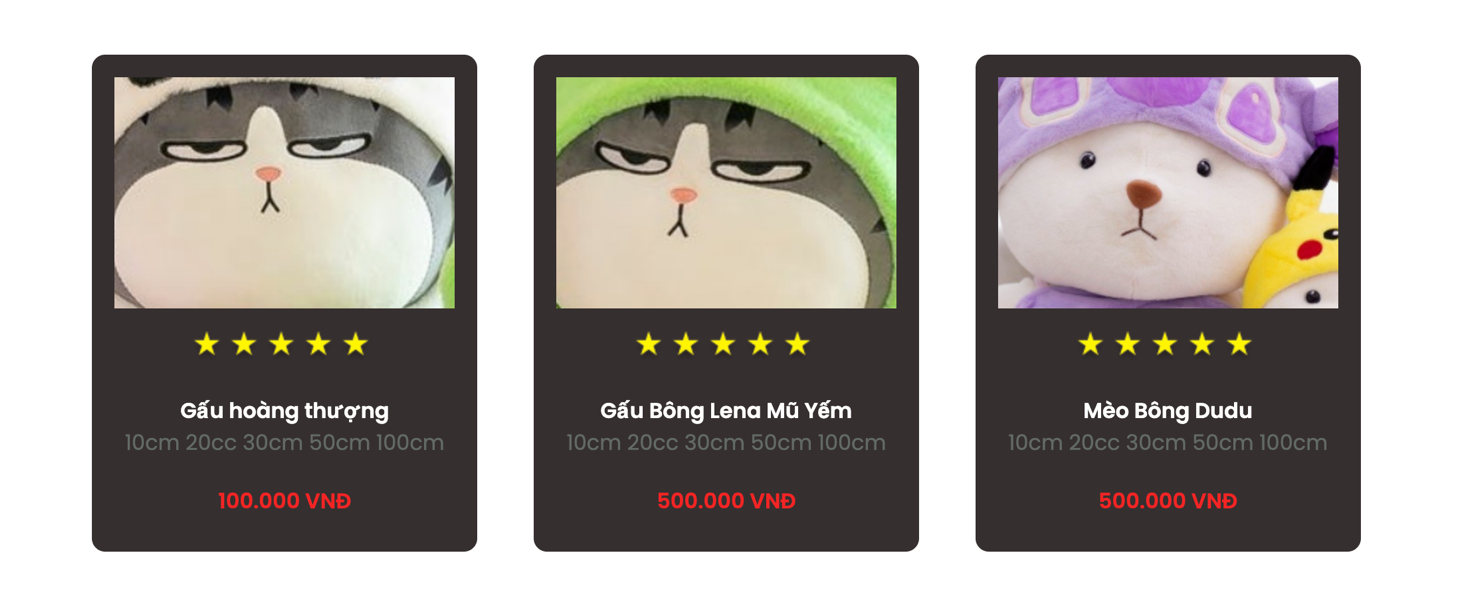 Gấu hoàng thượng
10cm 20cc 30cm 50cm 100cm
100.000 VNĐ
Gấu Bông Lena Mũ Yếm
10cm 20cc 30cm 50cm 100cm
500.000 VNĐ
Mèo Bông Dudu
10cm 20cc 30cm 50cm 100cm
500.000 VNĐ